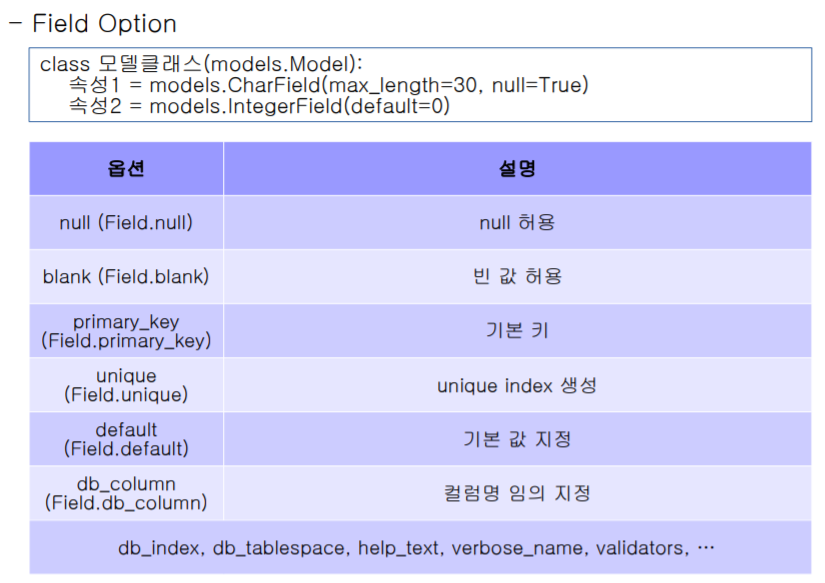 – Field Option
class 모델클래스(models.Model):
속성1 = models.CharField(max_length=30, null=True)
속성2 = models.IntegerField(default=0)
옵션 설명
null (Field.null) null 허용
blank (Field.blank) 빈 값 허용
primary_key
(Field.primary_key) 기본 키
unique
(Field.unique) unique index 생성
default
(Field.default) 기본 값 지정
db_column
(Field.db_column) 컬럼명 임의 지정
db_index, db_tablespace, help_text, verbose_name, validators, …